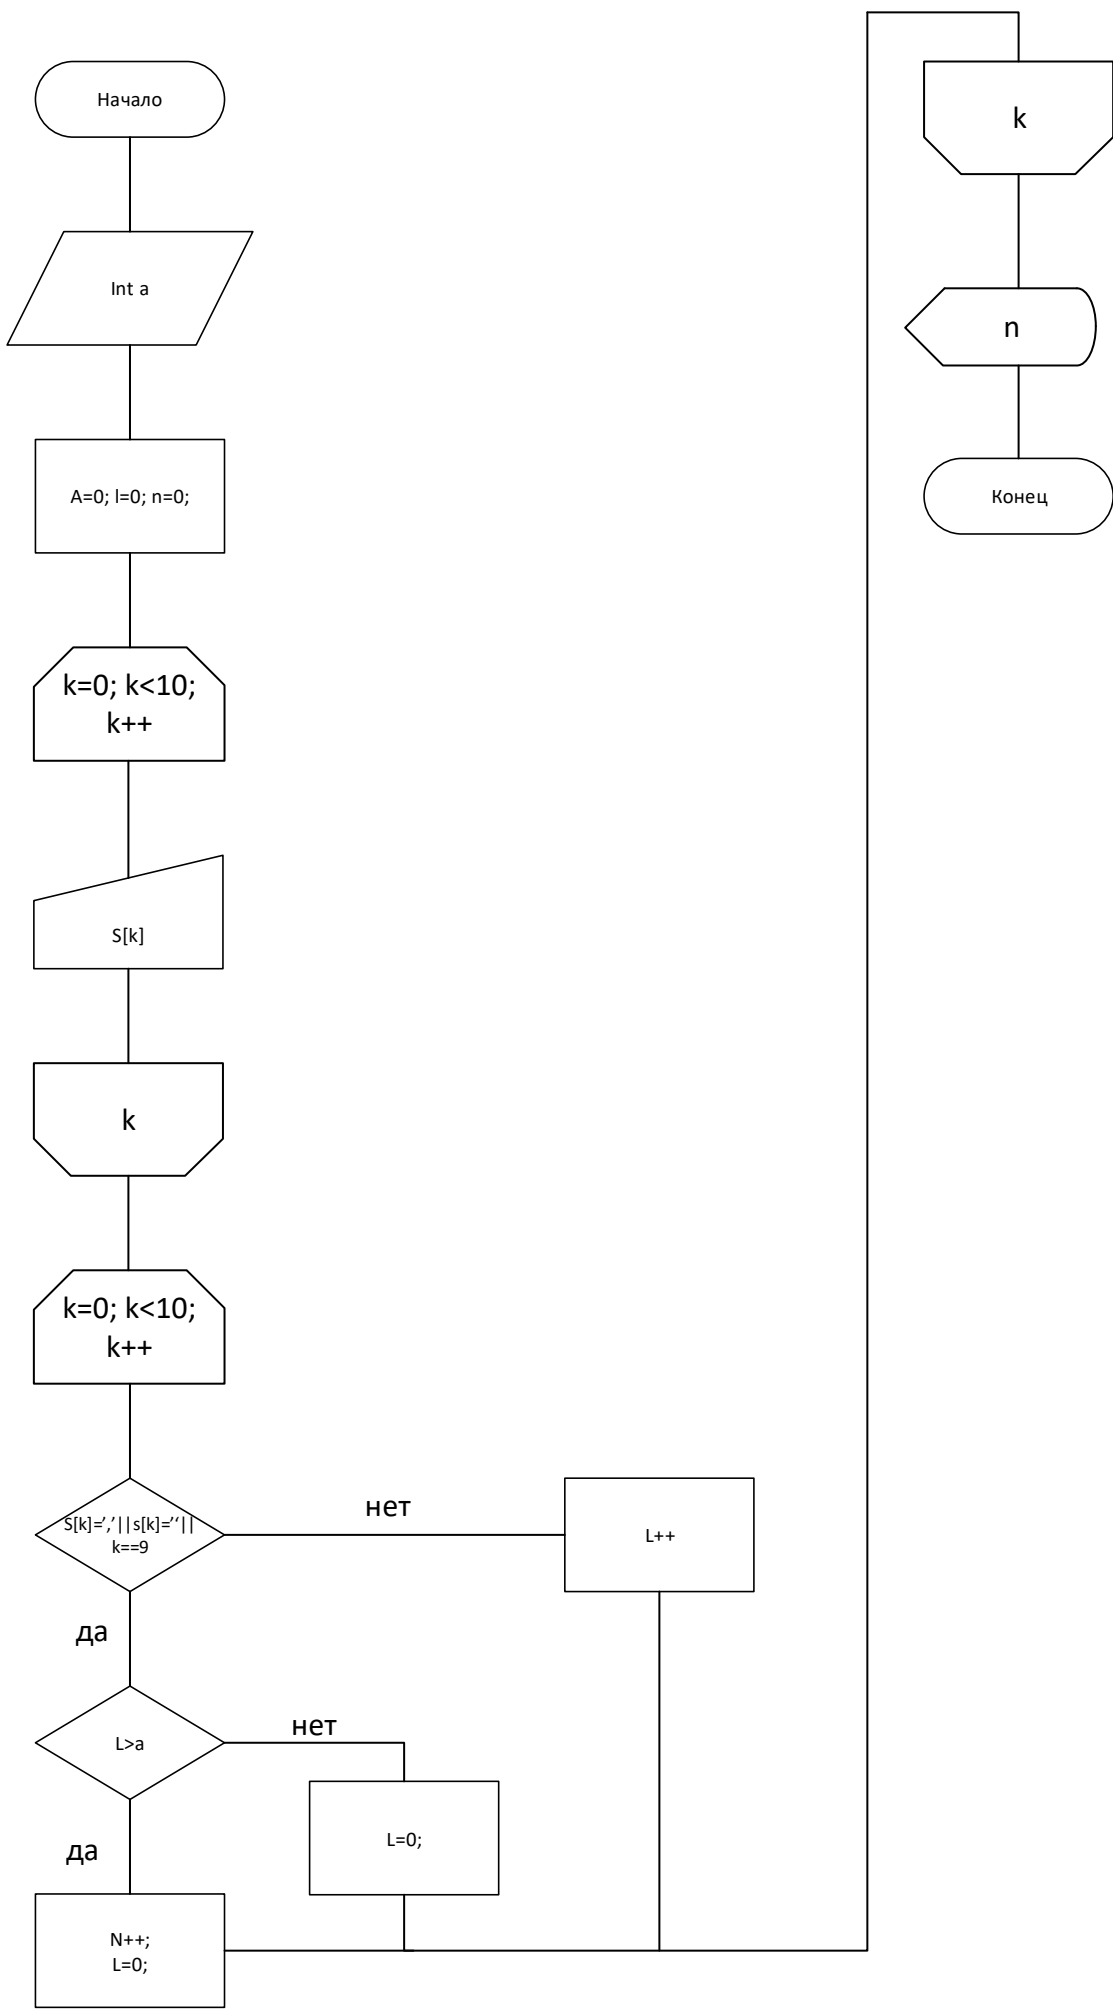 Начало
Int a
A=0; l=0; n=0;
k=0; k<10;
k++
S[k]
k
k=0; k<10;
k++
S[k]=’,’||s[k]=’‘||
k==9
нет
L++
да
L>a
нет
L=0;
да
N++;
L=0;
k
n
Конец